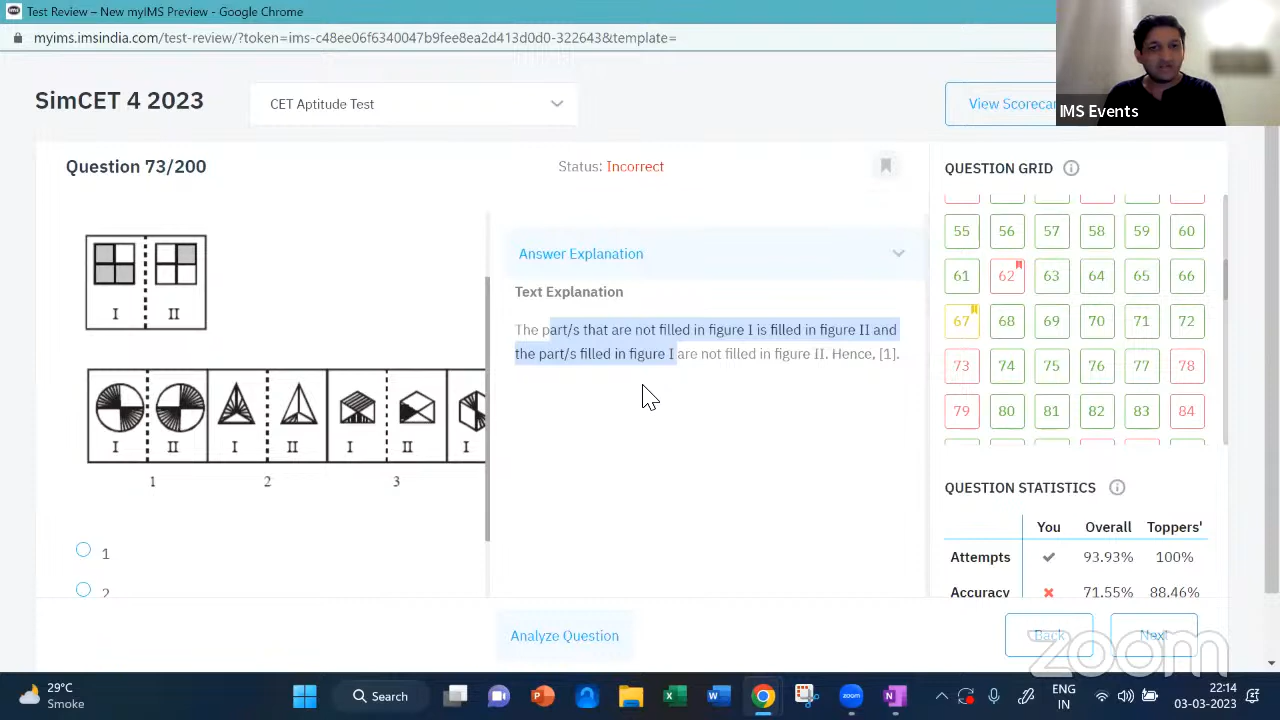 Test Review – New myIMS Preview - Google Chrome
myims.imsindia.com/test-review/?token=ims-c48ee06f6340047b9fee8ea2d413d0d0-322643&template=
SimCET 4 2023
CET Aptitude Test
View Scorecar
IMS Events
Question 73/200
Status: Incorrect
QUESTION GRID
I II
I II I II I II I
1 2 3
1
2
Answer Explanation
Text Explanation
The part/s that are not filled in figure I is filled in figure II and
the part/s filled in figure I are not filled in figure II. Hence, [1].
55 56 57 58 59 60
61 62 63 64 65 66
67 68 69 70 71 72
73 74 75 76 77 78
79 80 81 82 83 84
QUESTION STATISTICS
You Overall Toppers'
Attempts 93.93% 100%
Accuracy 71.55% 88.46%
Analyze Question
Back Next
zoom
29°C
Smoke
Search
zoom
ENG
IN
22:14
03-03-2023